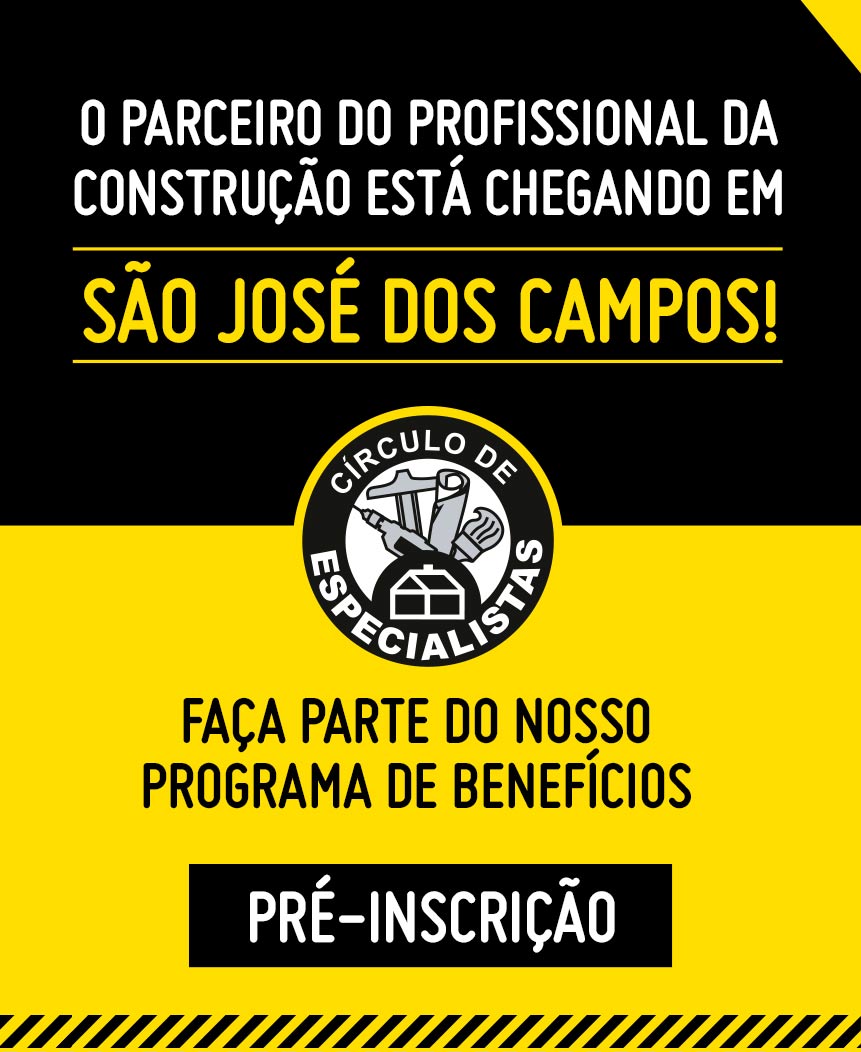 O PARCEIRO DO PROFISSIONAL DA
CONSTRUÇÃO ESTÁ CHEGANDO EM
SÃO JOSÉ DOS CAMPOS!
CÍRCULO DE
ESPECIALISTAS
FAÇA PARTE DO NOSSO
PROGRAMA DE BENEFÍCIOS
PRÉ-INSCRIÇÃO